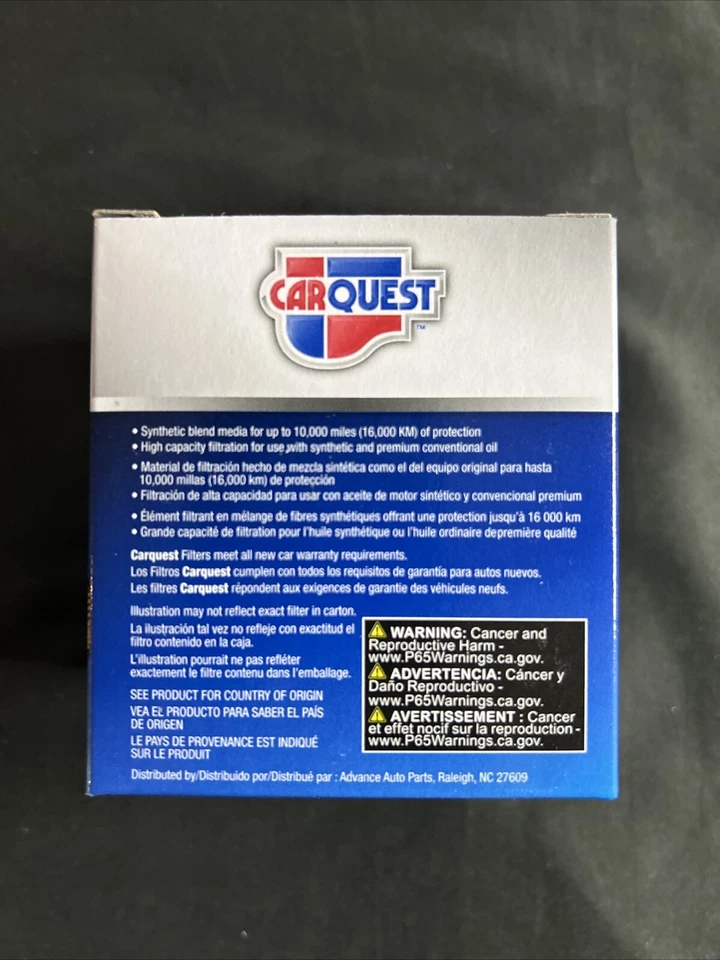 CARQUEST
TM
• Synthetic blend media for up to 10,000 miles (16,000 KM) of protection
• High capacity filtration for use with synthetic and premium conventional oil
• Material de filtración hecho de mezcla sintética como el del equipo original para hasta
10,000 millas (16,000 km) de protección
• Filtración de alta capacidad para usar con aceite de motor sintético y convencional premium
• Élément filtrant en mélange de fibres synthétiques offrant une protection jusqu'à 16 000 km
• Grande capacité de filtration pour l'huile synthétique ou l'huile ordinaire depremière qualité
Carquest Filters meet all new car warranty requirements.
Los Filtros Carquest cumplen con todos los requisitos de garantía para autos nuevos.
Les filtres Carquest répondent aux exigences de garantie des véhicules neufs.
Illustration may not reflect exact filter in carton.
La ilustración tal vez no refleje con exactitud el
filtro contenido en la caja.
L'illustration pourrait ne pas refléter
exactement le filtre contenu dans l'emballage.
SEE PRODUCT FOR COUNTRY OF ORIGIN
VEA EL PRODUCTO PARA SABER EL PAÍS
DE ORIGEN
LE PAYS DE PROVENANCE EST INDIQUÉ
SUR LE PRODUIT
WARNING: Cancer and
Reproductive Harm -
www.P65Warnings.ca.gov.
ADVERTENCIA: Cáncer y
Daño Reproductivo -
www.P65Warnings.ca.gov.
AVERTISSEMENT : Cancer
et effet nocif sur la reproduction -
www.P65Warnings.ca.gov.
Distributed by/Distribuido por/Distribué par : Advance Auto Parts, Raleigh, NC 27609